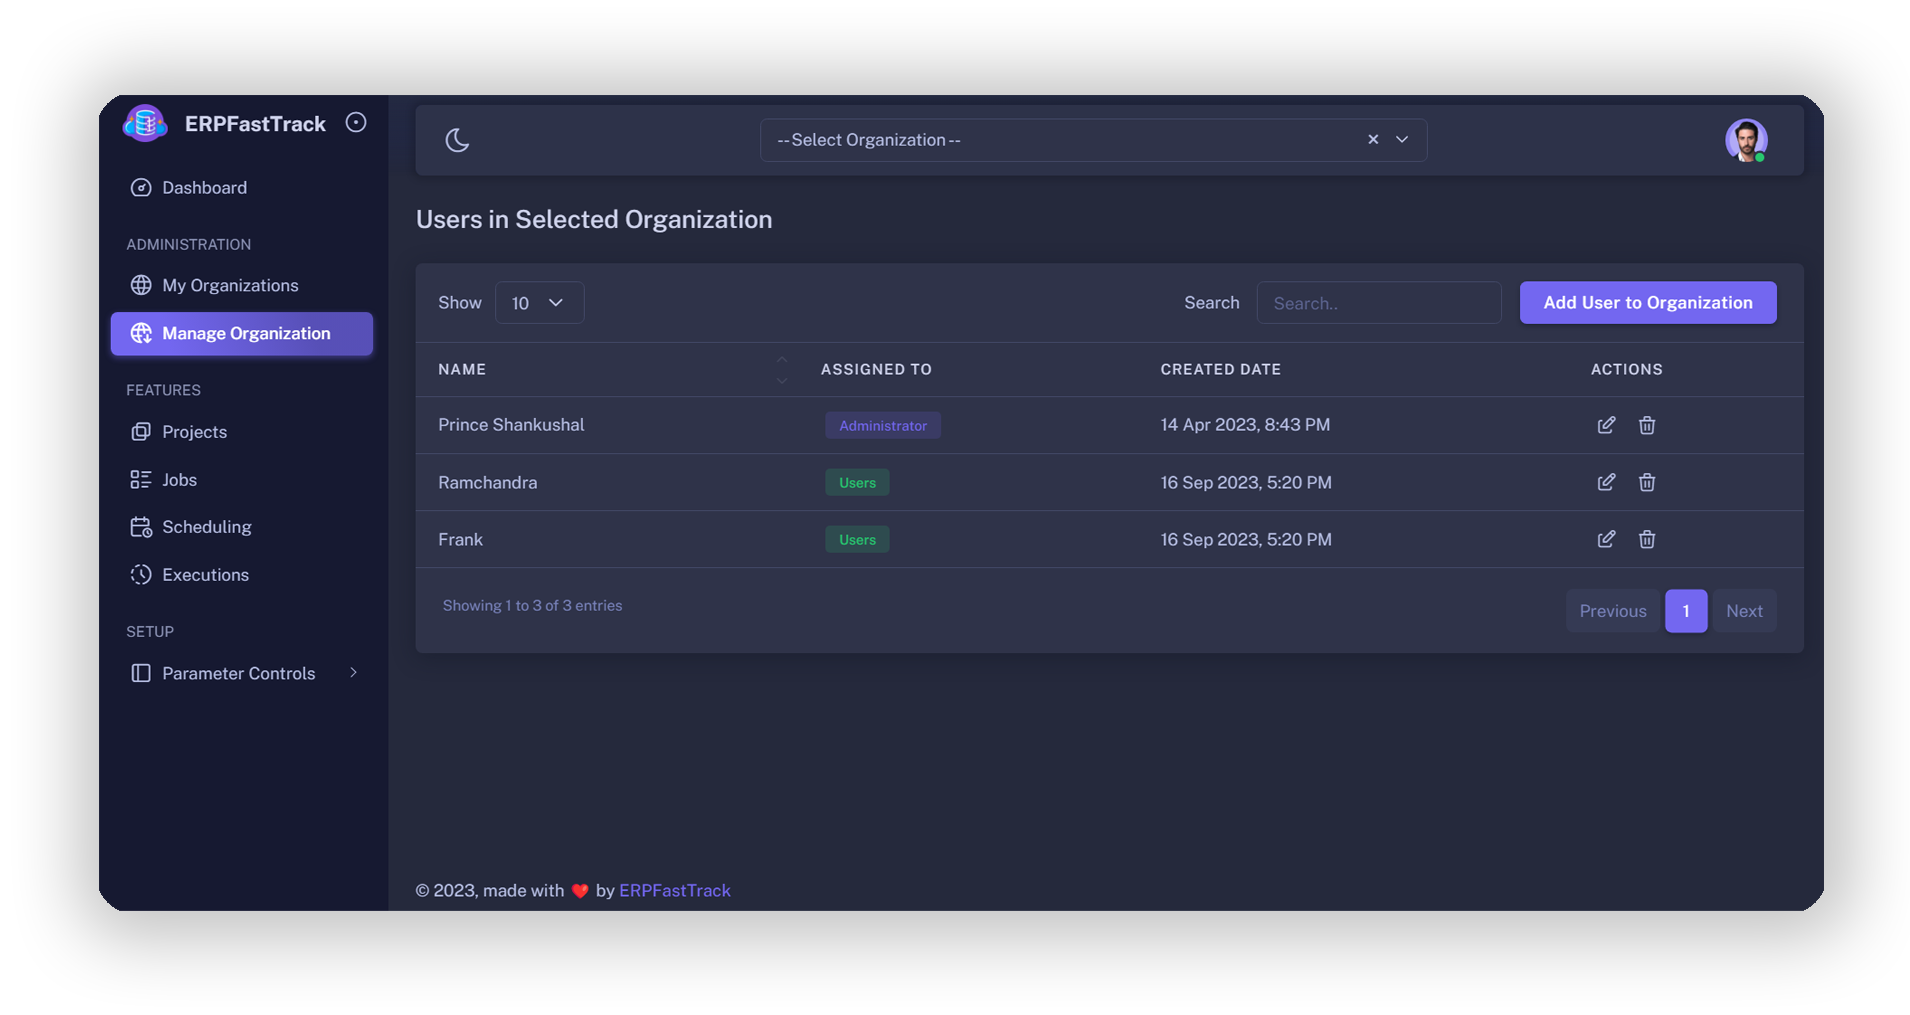 ERPFastTrack
--Select Organization--
Dashboard
ADMINISTRATION
My Organizations
Manage Organization
FEATURES
Projects
Jobs
Scheduling
Executions
SETUP
Parameter Controls
Users in Selected Organization
Show 10 Search Search.. Add User to Organization
NAME ASSIGNED TO CREATED DATE ACTIONS
Prince Shankushal Administrator 14 Apr 2023, 8:43 PM
Ramchandra Users 16 Sep 2023, 5:20 PM
Frank Users 16 Sep 2023, 5:20 PM
Showing 1 to 3 of 3 entries Previous 1 Next
© 2023, made with ❤️ by ERPFastTrack